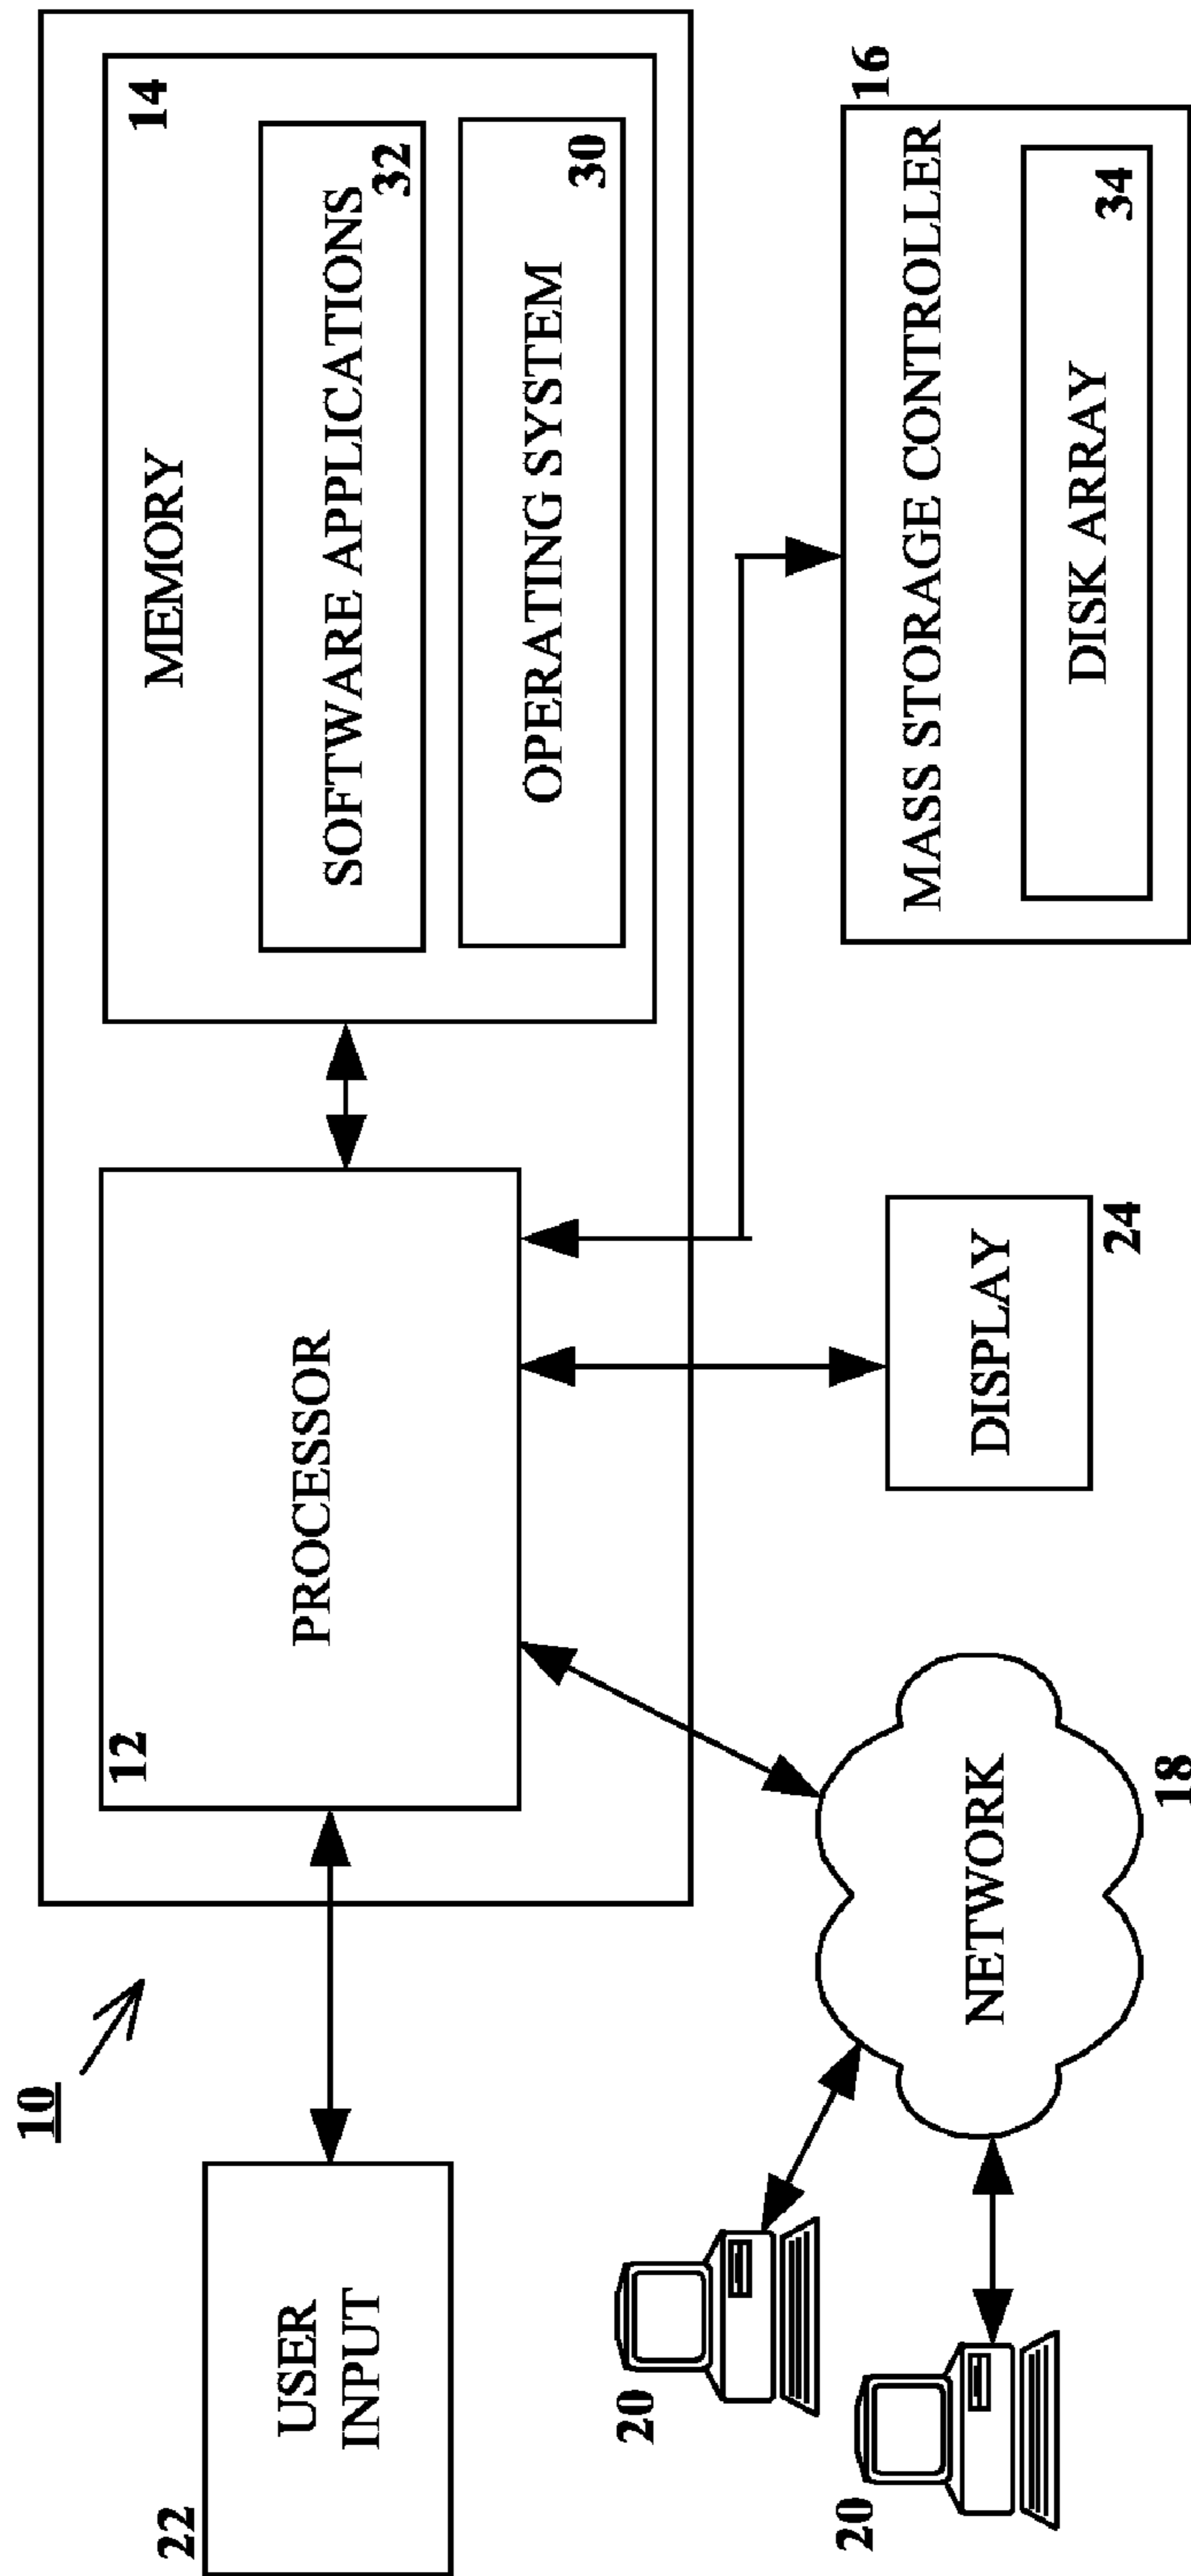 10
22
USER
INPUT
12
PROCESSOR
MEMORY
14
SOFTWARE APPLICATIONS
32
OPERATING SYSTEM
30
20
20
NETWORK
18
DISPLAY
24
MASS STORAGE CONTROLLER
16
DISK ARRAY
34